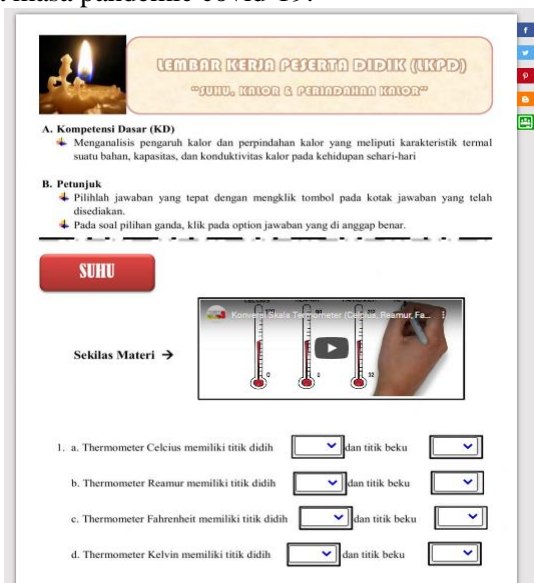 masa pandemic covid 19.
LEMBAR KERJA PESERTA DIDIK (LKPD)
"SUHU, KALOR & PERINDAHAN KALOR"
A. Kompetensi Dasar (KD)
Menganalisis pengaruh kalor dan perpindahan kalor yang meliputi karakteristik termal
suatu bahan, kapasitas, dan konduktivitas kalor pada kehidupan sehari-hari
B. Petunjuk
Pilihlah jawaban yang tepat dengan mengklik tombol pada kotak jawaban yang telah
disediakan.
Pada soal pilihan ganda, klik pada option jawaban yang di anggap benar.
SUHU
Konversi Skala Termometer (Celcius, Reamur, Fa...
Sekilas Materi →
1. a. Thermometer Celcius memiliki titik didih dan titik beku
b. Thermometer Reamur memiliki titik didih dan titik beku
c. Thermometer Fahrenheit memiliki titik didih dan titik beku
d. Thermometer Kelvin memiliki titik didih dan titik beku